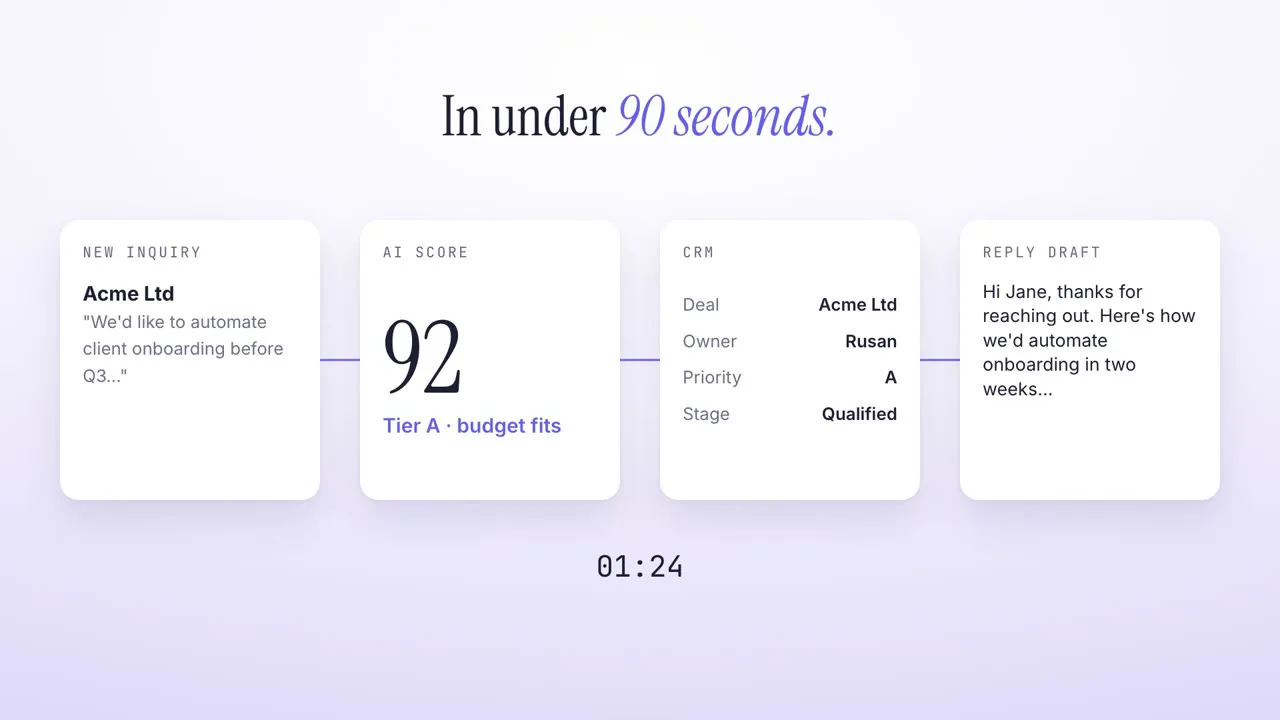 In under 90 seconds.
NEW INQUIRY
Acme Ltd
"We'd like to automate
client onboarding before
Q3..."
AI SCORE
92
Tier A · budget fits
CRM
Deal Acme Ltd
Owner Rusan
Priority A
Stage Qualified
REPLY DRAFT
Hi Jane, thanks for
reaching out. Here's how
we'd automate
onboarding in two
weeks...
01:24